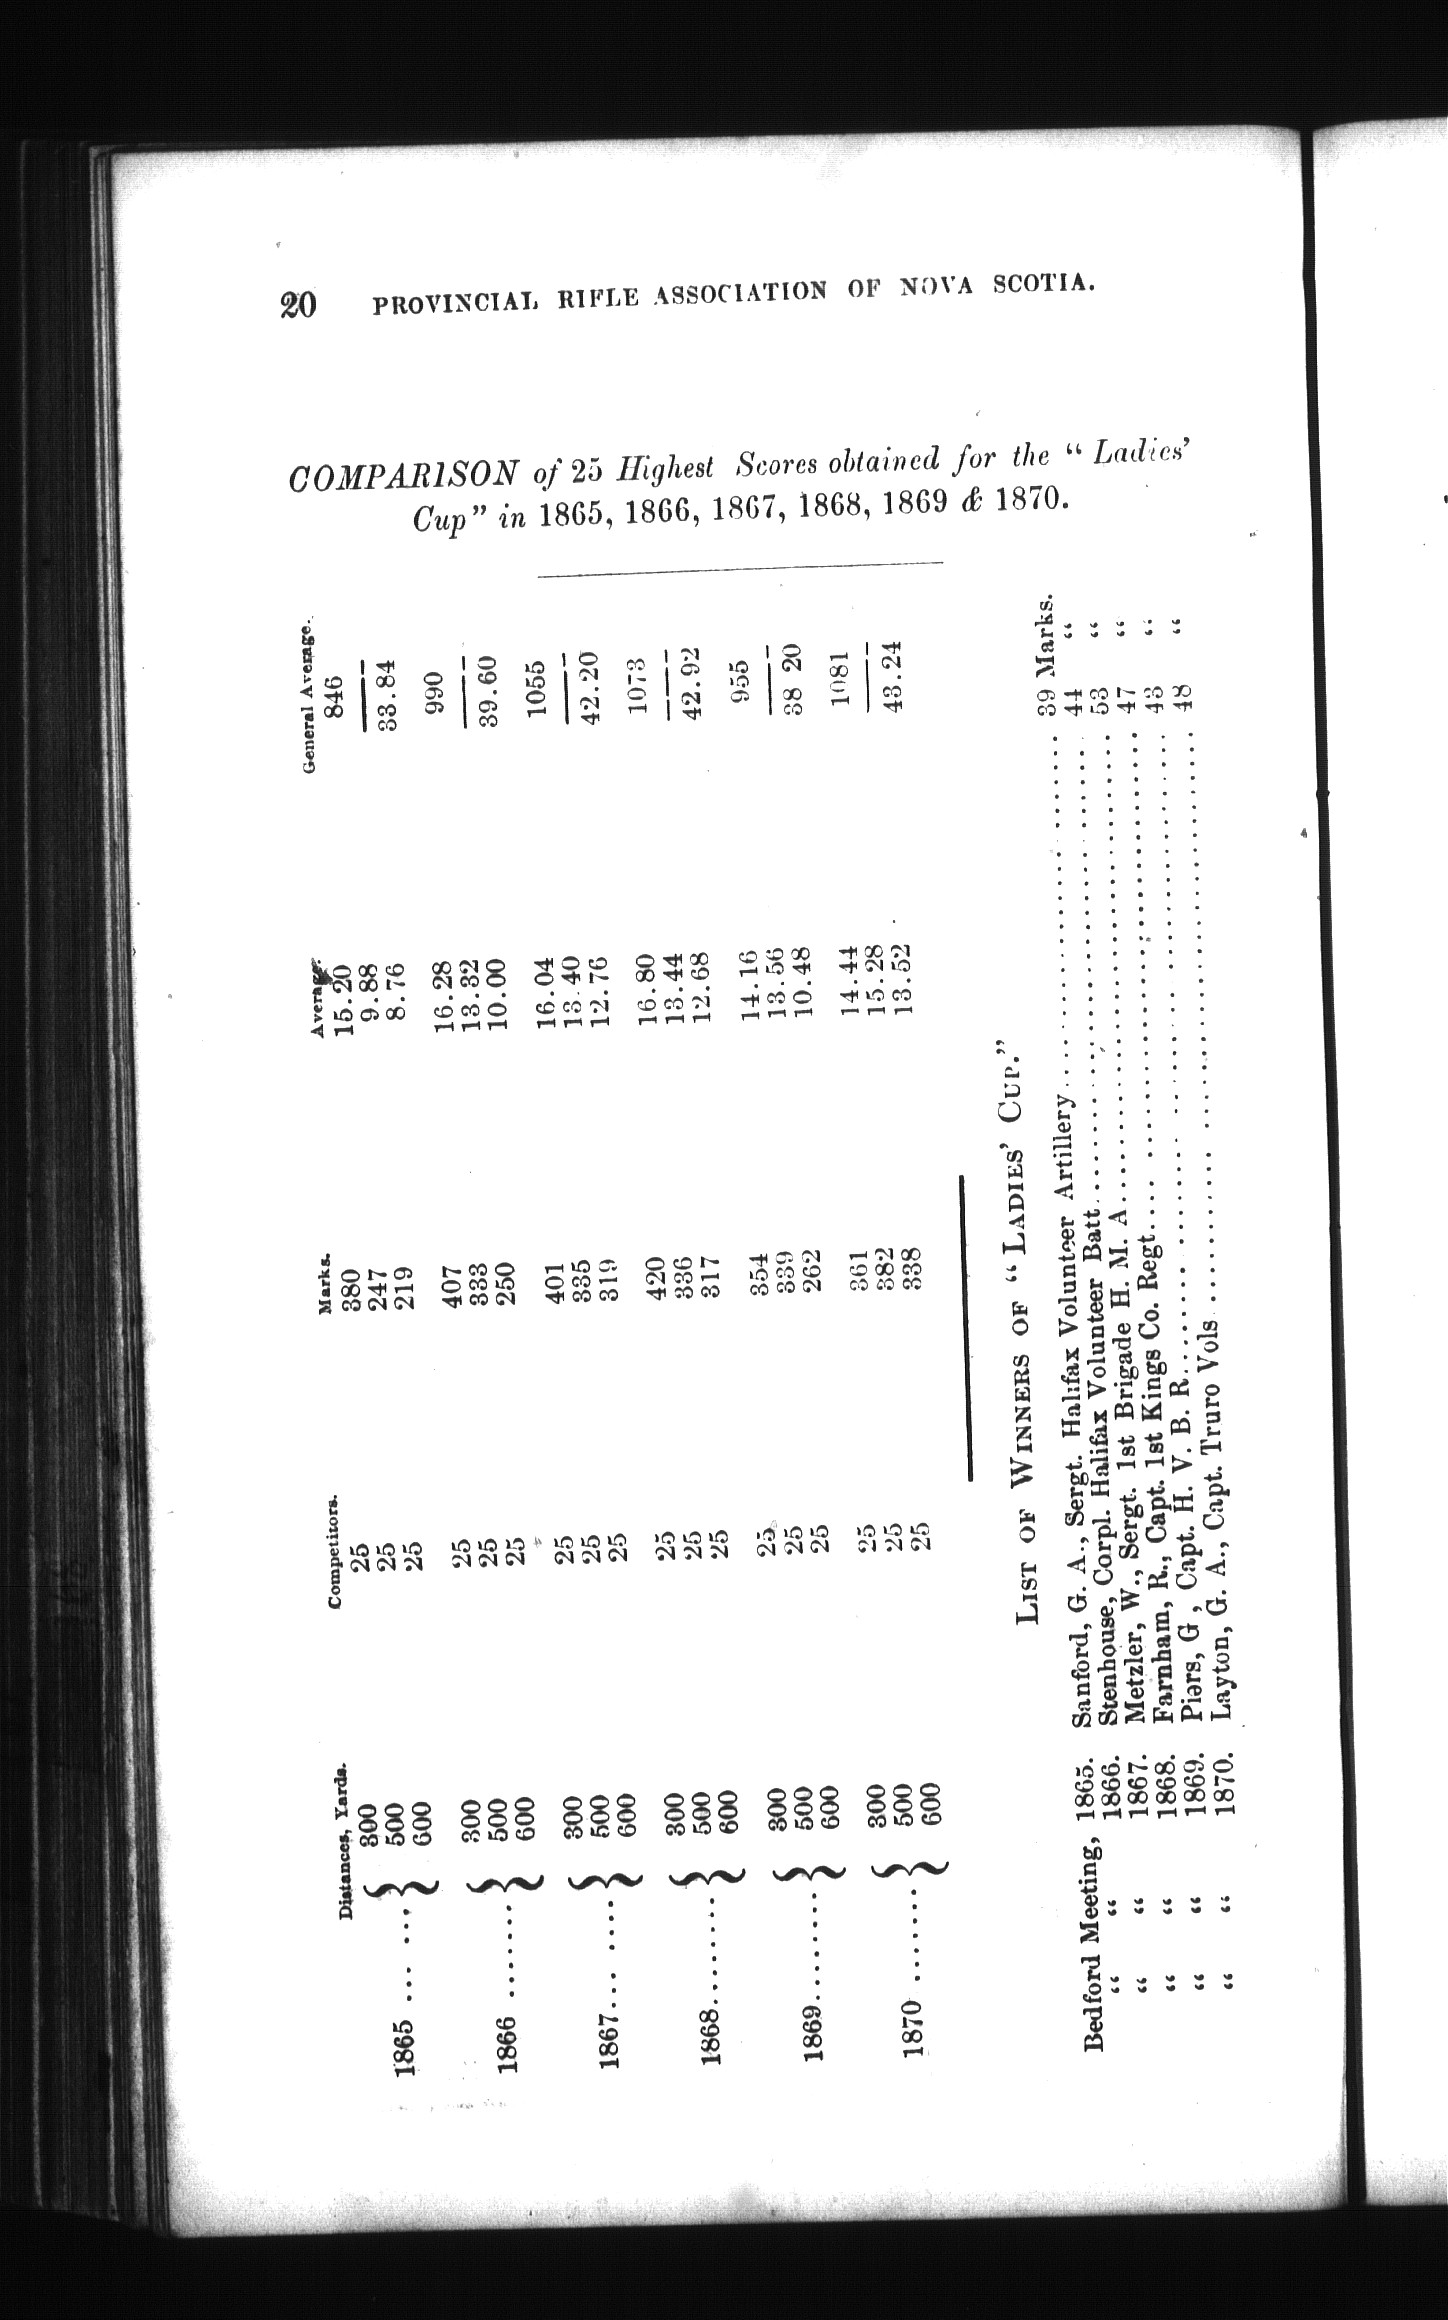 20 PROVINCIAL RIFLE ASSOCIATION OF NOVA SCOTIA.
COMPARISON of 25 Highest Scores obtained for the “ Ladies’
Cup” in 1865, 1866, 1867, 1868, 1869 & 1870.
Distances, Yards. Competitors. Marks. Average. General Average.
300 25 380 15.20 846
1865 ... ... 500 25 247 9.88
600 25 219 8.76 33.84
300 25 407 16.28 990
1866 ....... 500 25 333 13.32
600 25 250 10.00 39.60
300 25 401 16.04 1055
1867... .... 500 25 335 13.40
600 25 319 12.76 42.20
300 25 420 16.80 1073
1868........ 500 25 336 13.44
600 25 317 12.68 42.92
300 25 354 14.16 955
1869........ 500 25 339 13.56
600 25 262 10.48 38 20
300 25 361 14.44 1081
1870 ....... 500 25 382 15.28
600 25 338 13.52 43.24
LIST OF WINNERS OF “ LADIES’ CUP.”
Bedford Meeting, 1865. Sanford, G. A., Sergt. Halifax Volunteer Artillery........ 39 Marks.
“ “ 1866. Stenhouse, Corpl. Halifax Volunteer Batt........ 44 “
“ “ 1867. Metzler, W., Sergt. 1st Brigade H. M. A........ 53 “
“ “ 1868. Farnham, R., Capt. 1st Kings Co. Regt........ 47 “
“ “ 1869. Piers, G , Capt. H. V. B. R........ 43 “
“ “ 1870. Layton, G. A., Capt. Truro Vols ........ 48 “